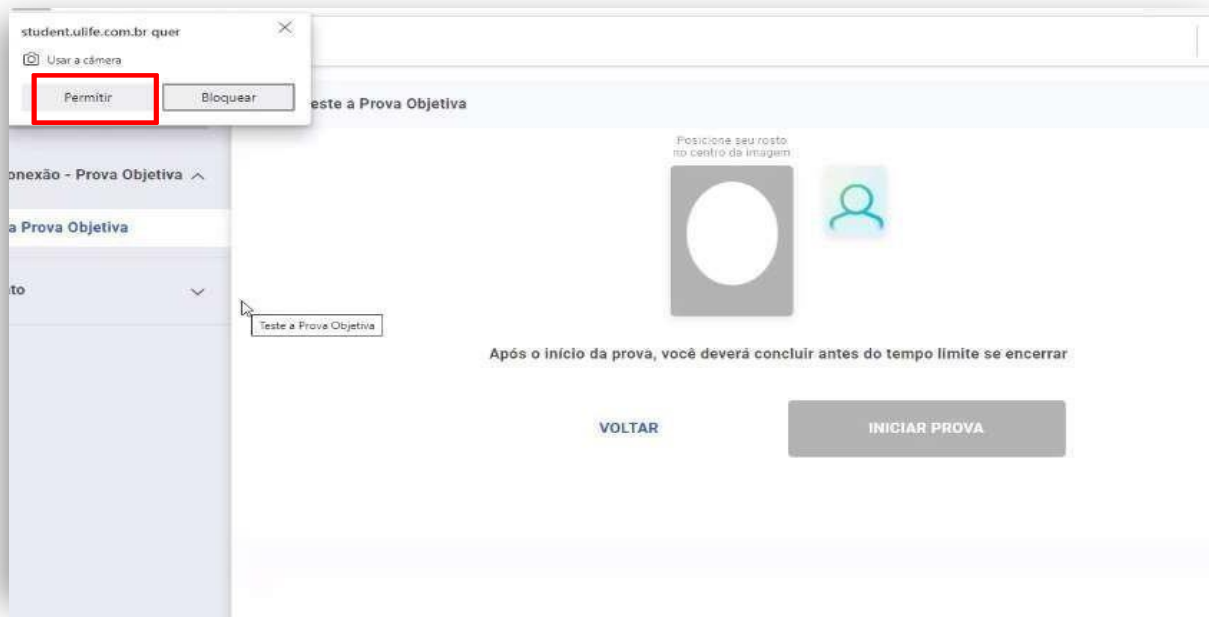 student.ulife.com.br quer
Usar a câmera
Permitir
Bloquear
este a Prova Objetiva
Posicione seu rosto
no centro da imagem
onexão - Prova Objetiva
a Prova Objetiva
to
Teste a Prova Objetiva
Após o início da prova, você deverá concluir antes do tempo limite se encerrar
VOLTAR
INICIAR PROVA